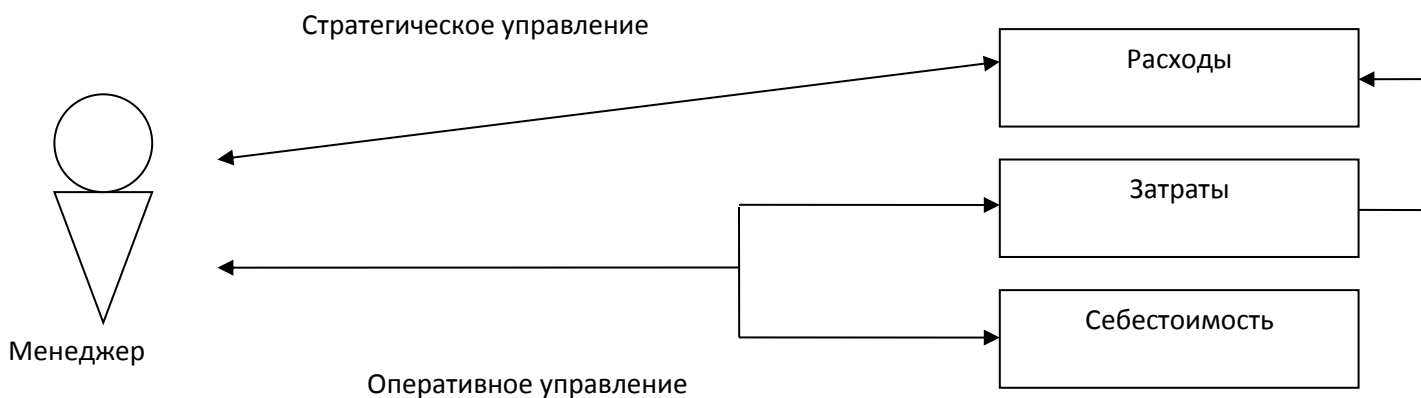 Стратегическое управление
Расходы
Затраты
Себестоимость
Менеджер
Оперативное управление